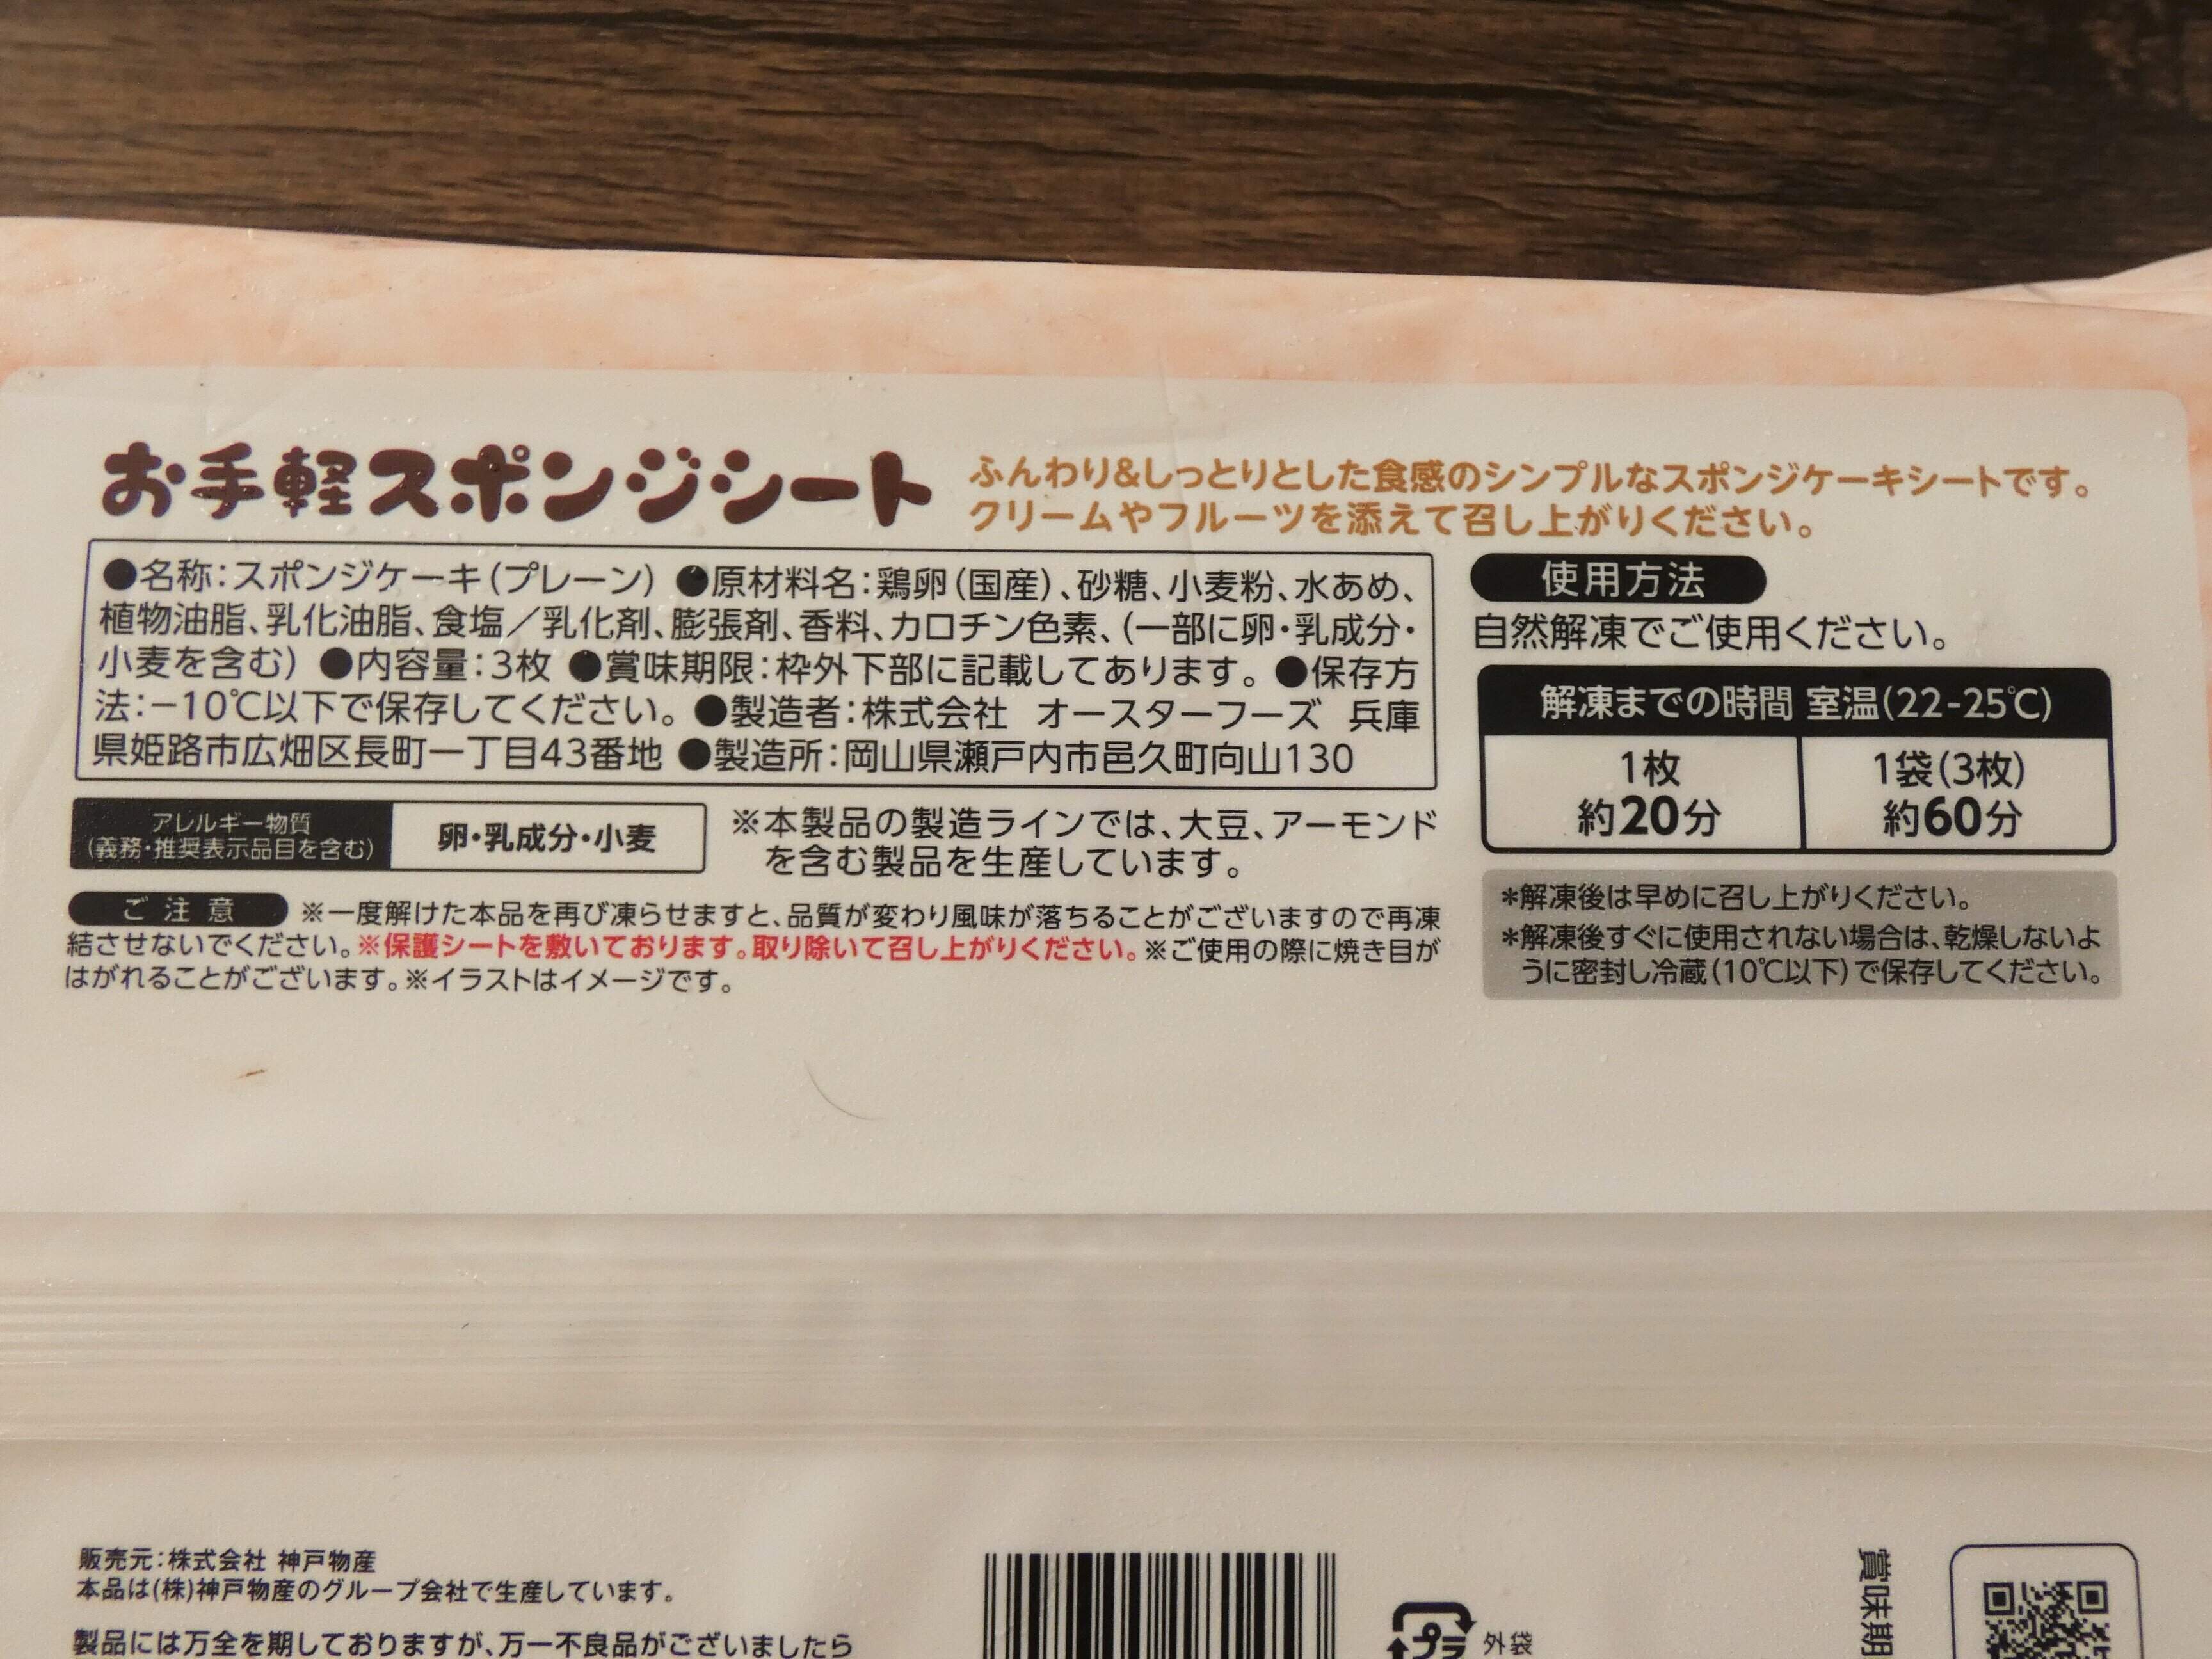 お手軽スポンジシート
ふんわり&しっとりとした食感のシンプルなスポンジケーキシートです。
クリームやフルーツを添えて召し上がりください。
●名称:スポンジケーキ(プレーン) ●原材料名:鶏卵(国産)、砂糖、小麦粉、水あめ、
植物油脂、乳化油脂、食塩/乳化剤、膨張剤、香料、カロチン色素、(一部に卵・乳成分・
小麦を含む) ●内容量:3枚 ●賞味期限:枠外下部に記載してあります。●保存方
法:−10℃以下で保存してください。●製造者:株式会社 オースターフーズ 兵庫
県姫路市広畑区長町一丁目43番地 ●製造所:岡山県瀬戸内市邑久町向山130
アレルギー物質
(義務・推奨表示品目を含む)
卵・乳成分・小麦
※本製品の製造ラインでは、大豆、アーモンド
を含む製品を生産しています。
ご注意 ※一度解けた本品を再び凍らせますと、品質が変わり風味が落ちることがございますので再凍
結させないでください。※保護シートを敷いております。取り除いて召し上がりください。※ご使用の際に焼き目が
はがれることがございます。※イラストはイメージです。
使用方法
自然解凍でご使用ください。
解凍までの時間 室温(22-25℃)
1枚
約20分
1袋(3枚)
約60分
*解凍後は早めに召し上がりください。
*解凍後すぐに使用されない場合は、乾燥しないよ
うに密封し冷蔵(10℃以下)で保存してください。
販売元:株式会社 神戸物産
本品は(株)神戸物産のグループ会社で生産しています。
製品には万全を期しておりますが、万一不良品がございましたら
プラ 外袋
賞味期